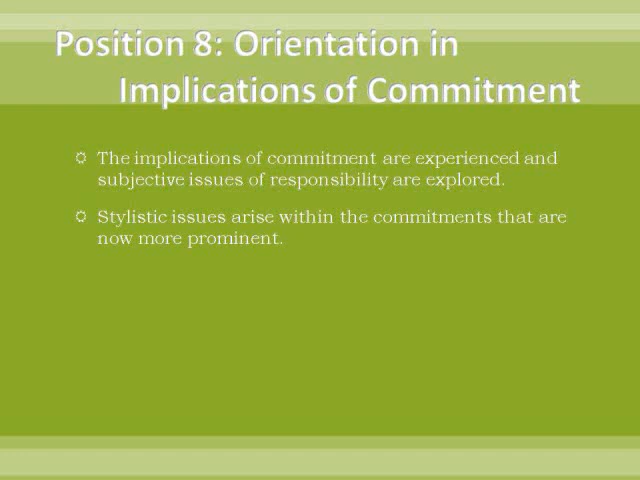 Position 8: Orientation in
Implications of Commitment
The implications of commitment are experienced and
subjective issues of responsibility are explored.
Stylistic issues arise within the commitments that are
now more prominent.